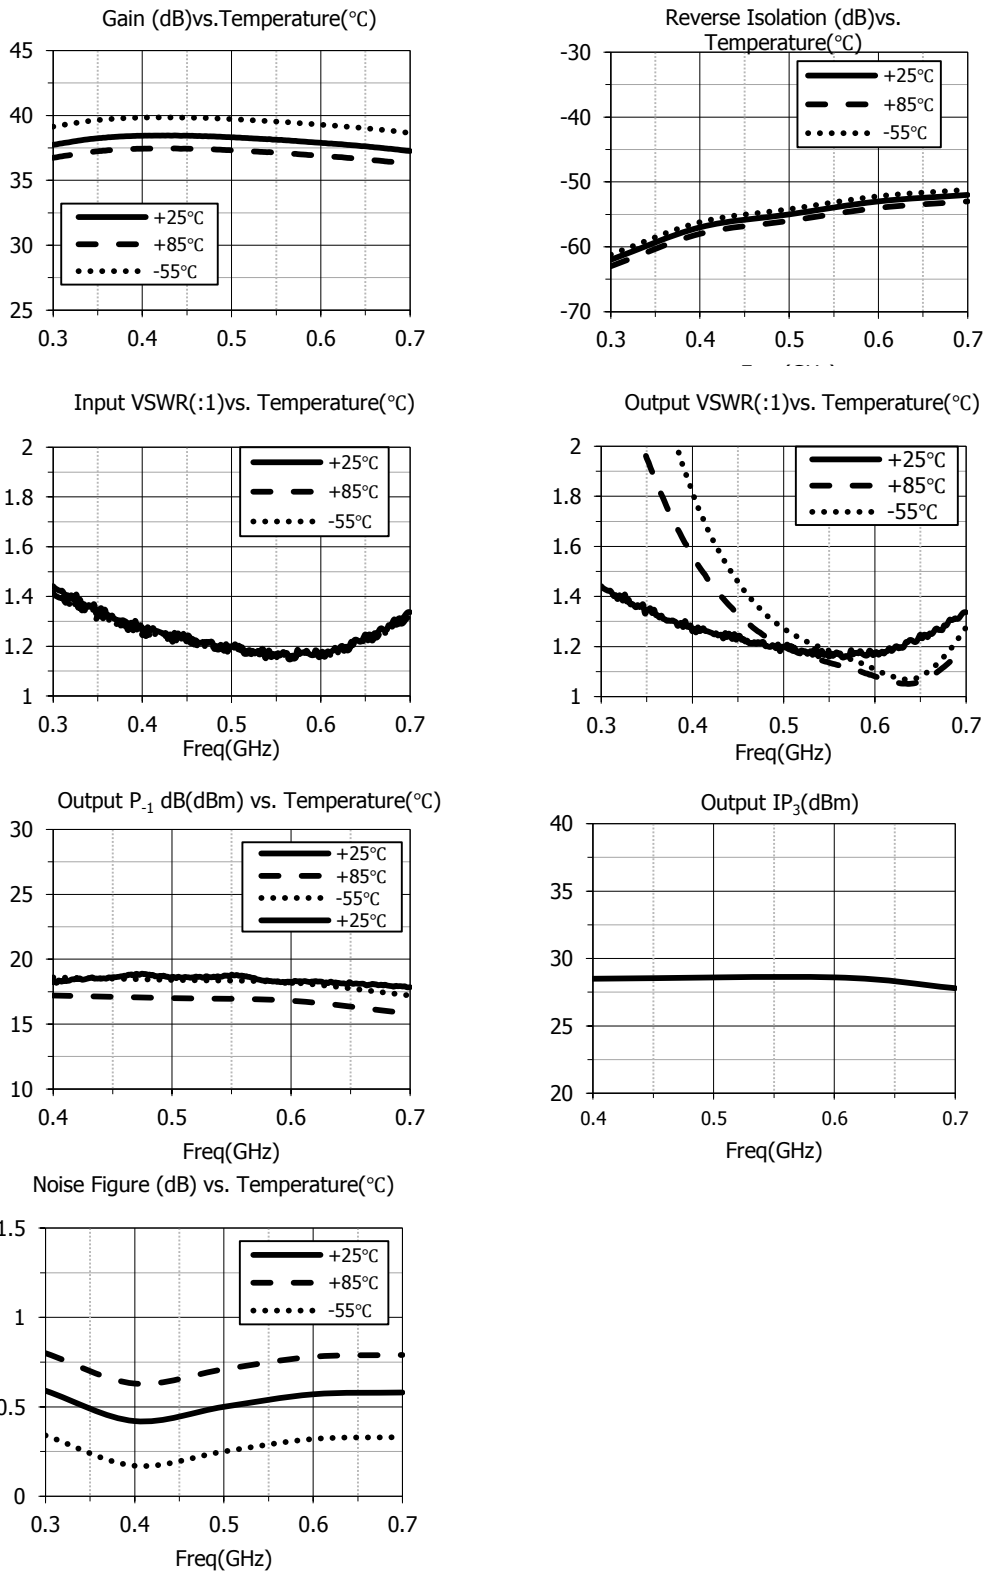 Gain (dB)vs.Temperature(℃)
45
40
35
30
25
+25℃
+85℃
-55℃
0.3 0.4 0.5 0.6 0.7
Reverse Isolation (dB)vs.
Temperature(℃)
-30
-40
-50
-60
-70
+25℃
+85℃
-55℃
0.3 0.4 0.5 0.6 0.7
Input VSWR(:1)vs. Temperature(℃)
2
1.8
1.6
1.4
1.2
1
+25℃
+85℃
-55℃
0.3 0.4 0.5 0.6 0.7
Freq(GHz)
Output VSWR(:1)vs. Temperature(℃)
2
1.8
1.6
1.4
1.2
1
+25℃
+85℃
-55℃
0.3 0.4 0.5 0.6 0.7
Freq(GHz)
Output P-1 dB(dBm) vs. Temperature(℃)
30
25
20
15
10
+25℃
+85℃
-55℃
+25℃
0.4 0.5 0.6 0.7
Freq(GHz)
Output IP3(dBm)
40
35
30
25
20
0.4 0.5 0.6 0.7
Freq(GHz)
Noise Figure (dB) vs. Temperature(℃)
1.5
1
0.5
0
+25℃
+85℃
-55℃
0.3 0.4 0.5 0.6 0.7
Freq(GHz)